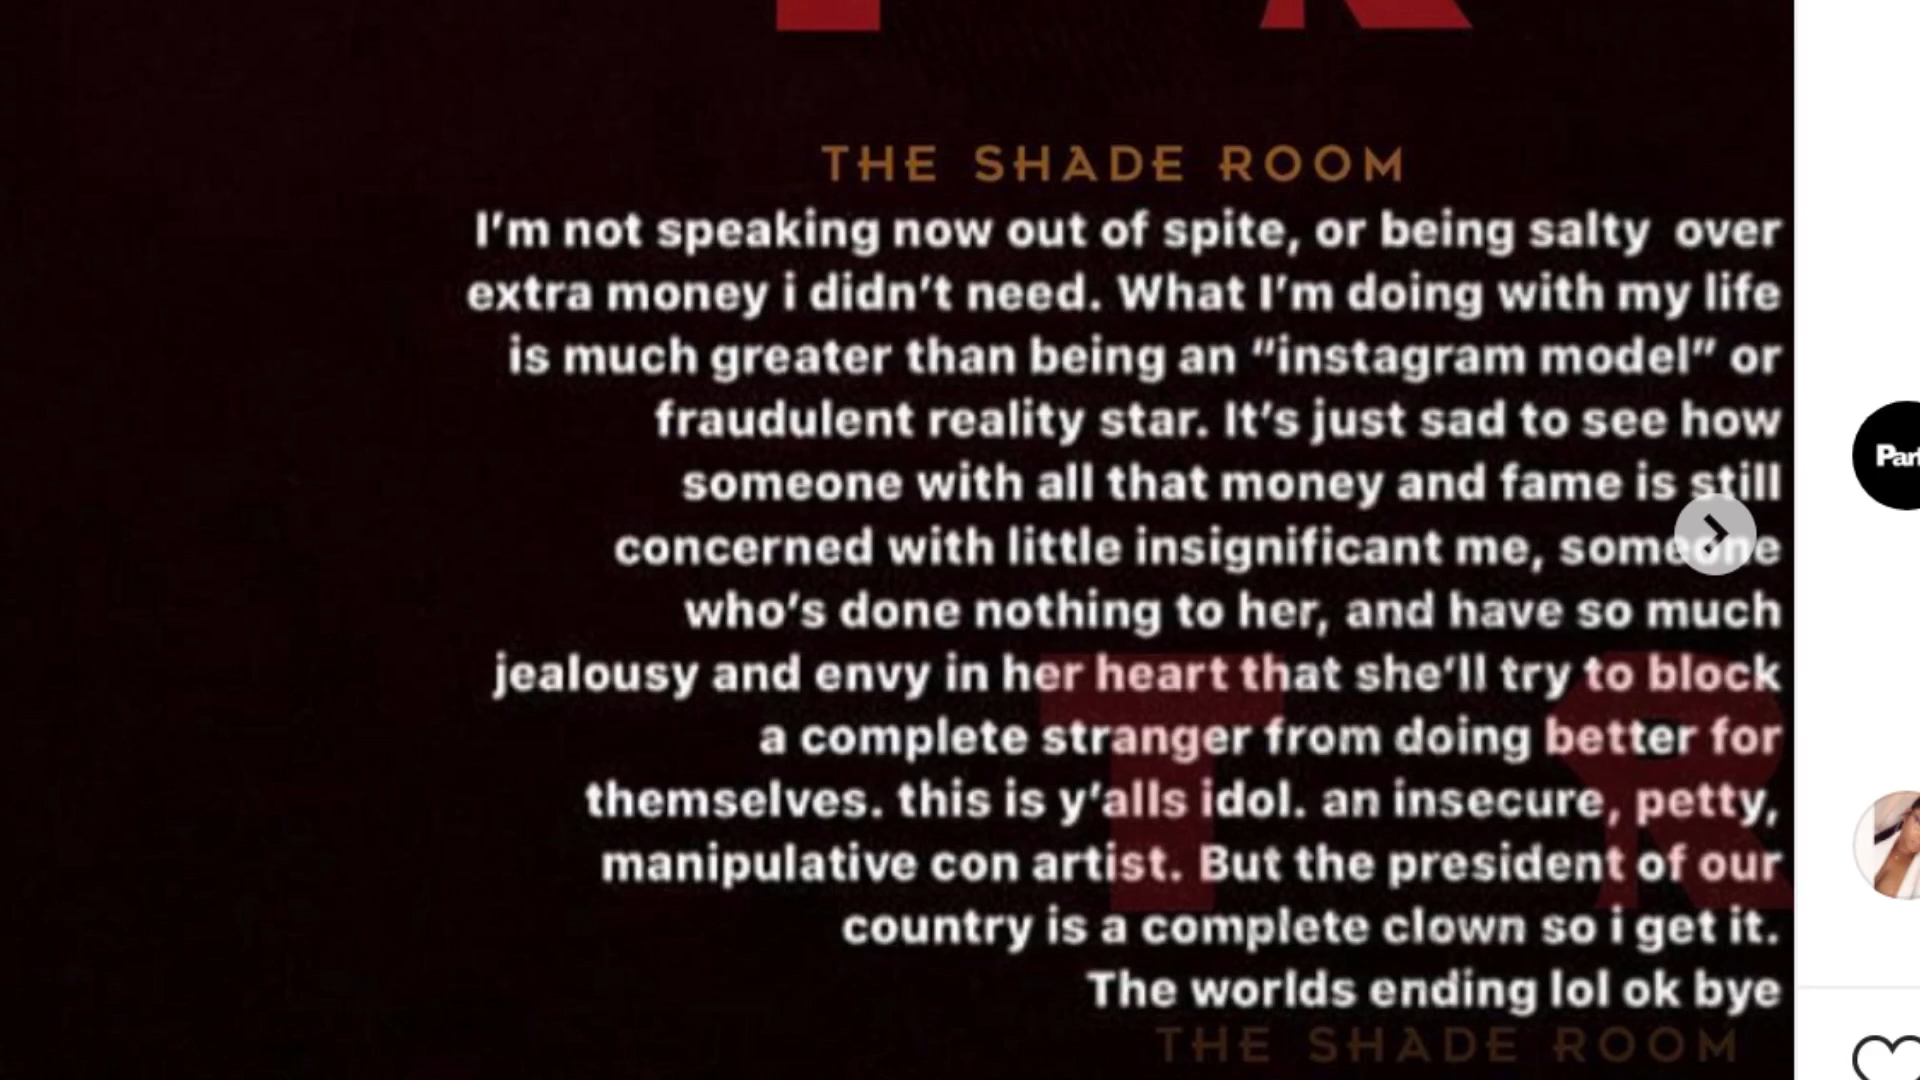 T R
THE SHADE ROOM
I’m not speaking now out of spite, or being salty  over
extra money i didn’t need. What I’m doing with my life
is much greater than being an “instagram model” or
fraudulent reality star. It’s just sad to see how
someone with all that money and fame is still
concerned with little insignificant me, someone
who’s done nothing to her, and have so much
jealousy and envy in her heart that she’ll try to block
a complete stranger from doing better for
themselves. this is y’alls idol. an insecure, petty,
manipulative con artist. But the president of our
country is a complete clown so i get it.
The worlds ending lol ok bye
T R
THE SHADE ROOM